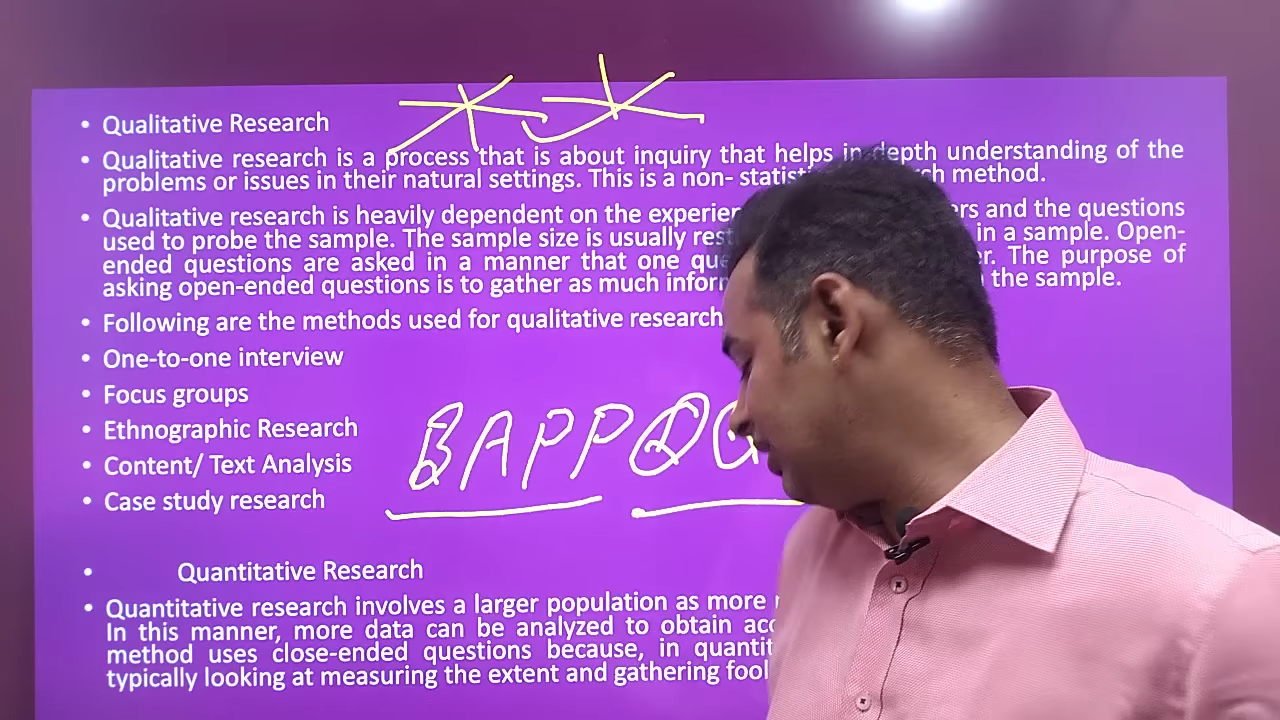 • Qualitative Research
• Qualitative research is a process that is about inquiry that helps in-depth understanding of the
problems or issues in their natural settings. This is a non- method.
• Qualitative research is heavily dependent on the and the questions
used to probe the sample. The sample size is usually in a sample. Open-
ended questions are asked in a manner that one The purpose of
asking open-ended questions is to gather as much the sample.
• Following are the methods used for qualitative research
• One-to-one interview
• Focus groups
• Ethnographic Research
BAPP
• Content/ Text Analysis
• Case study research
• Quantitative Research
• Quantitative research involves a larger population as more
In this manner, more data can be analyzed to obtain
method uses close-ended questions because, in
typically looking at measuring the extent and gathering